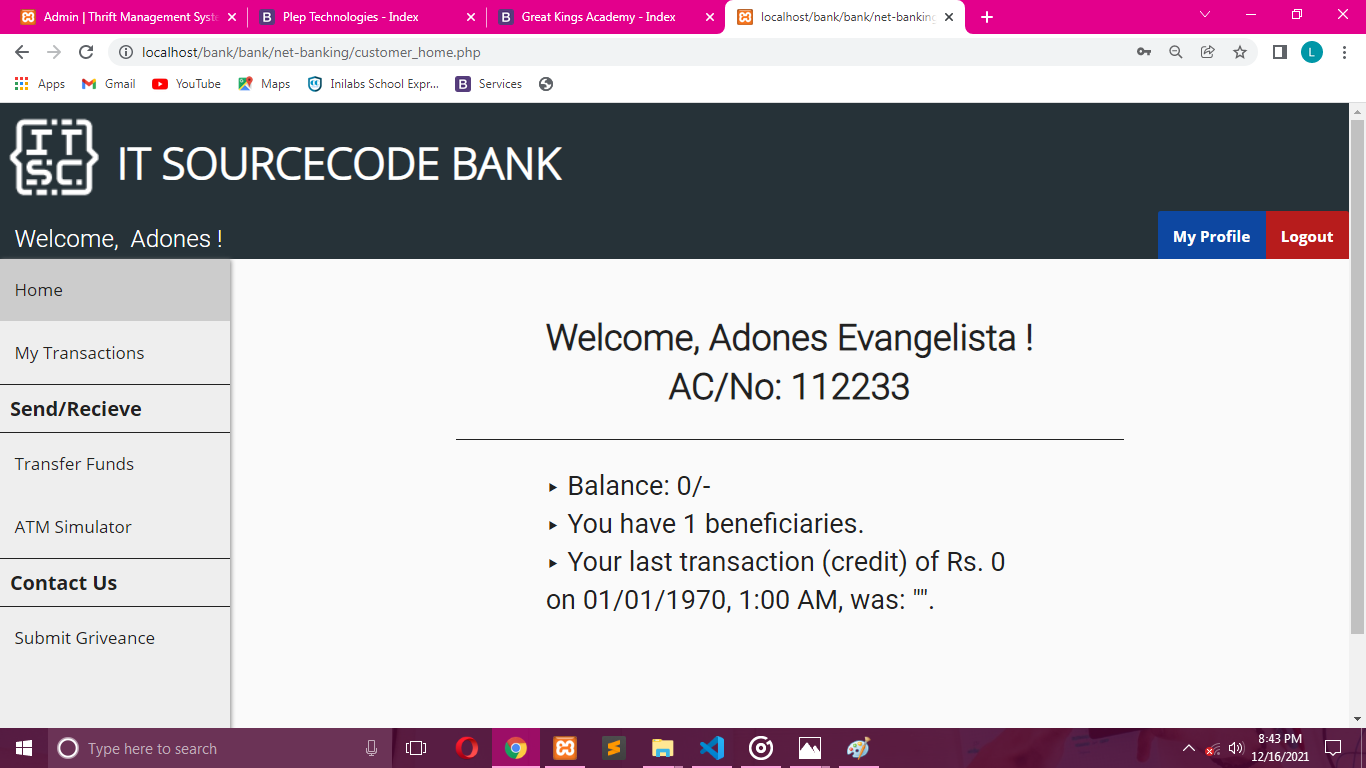 Admin | Thrift Management Syste
Plep Technologies - Index
Great Kings Academy - Index
localhost/bank/bank/net-banking
localhost/bank/bank/net-banking/customer_home.php
L
Apps
Gmail
YouTube
Maps
Inilabs School Expr...
Services
ITSC
IT SOURCECODE BANK
Welcome, Adones !
My Profile
Logout
Home
My Transactions
Send/Recieve
Transfer Funds
ATM Simulator
Contact Us
Submit Griveance
Welcome, Adones Evangelista !
AC/No: 112233
Balance: 0/-
You have 1 beneficiaries.
Your last transaction (credit) of Rs. 0
on 01/01/1970, 1:00 AM, was: "".
Type here to search
8:43 PM
12/16/2021